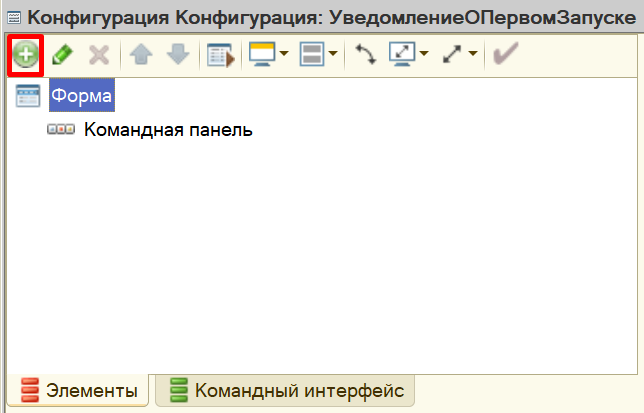 Конфигурация Конфигурация: УведомлениеОПервомЗапуске
Форма
Командная панель
Элементы
Командный интерфейс